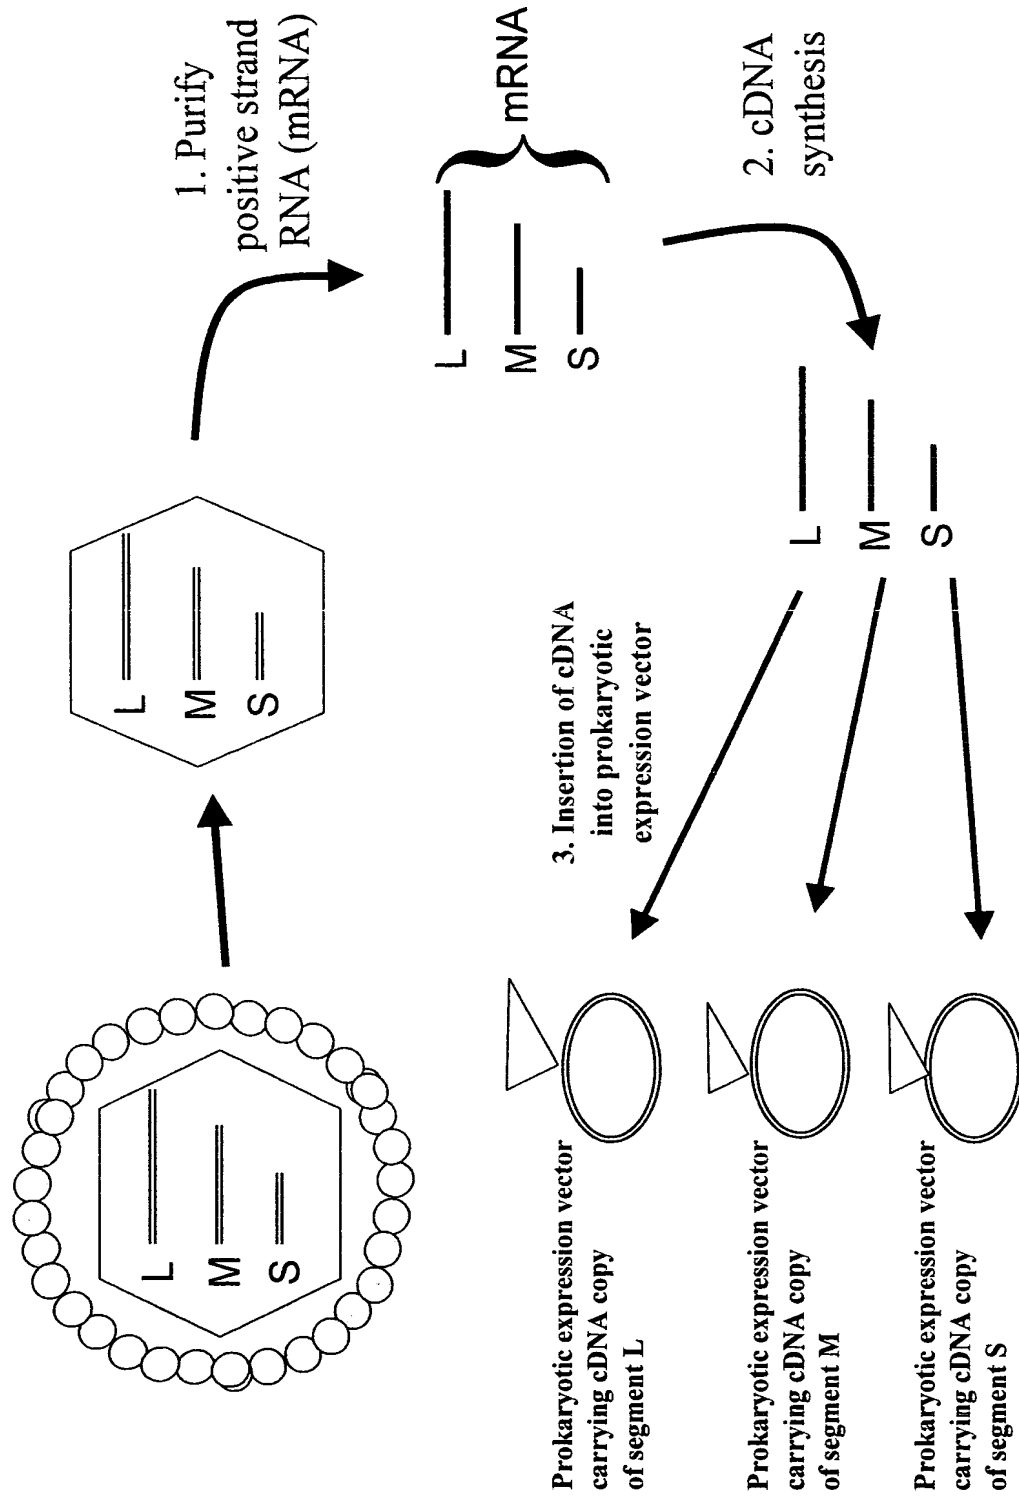 L
M
S
L
M
S
1. Purify
positive strand
RNA (mRNA)
L
M
S
mRNA
2. cDNA
synthesis
L
M
S
3. Insertion of cDNA
into prokaryotic
expression vector
Prokaryotic expression vector
carrying cDNA copy
of segment L
Prokaryotic expression vector
carrying cDNA copy
of segment M
Prokaryotic expression vector
carrying cDNA copy
of segment S